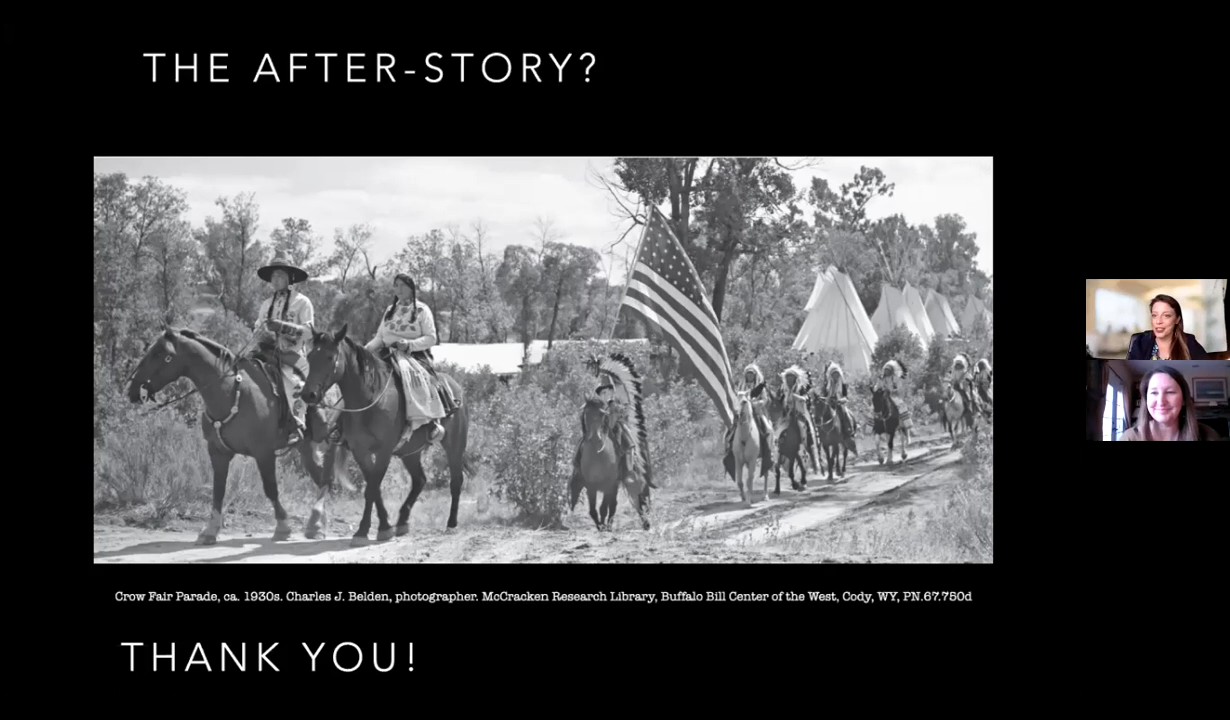 THE AFTER-STORY?
Crow Fair Parade, ca. 1930s. Charles J. Belden, photographer. McCracken Research Library, Buffalo Bill Center of the West, Cody, WY, PN.67.750d
THANK YOU!